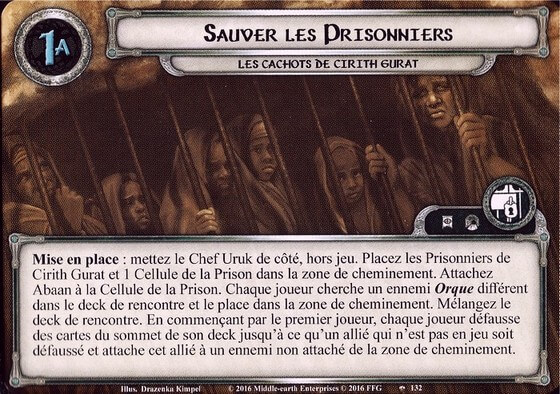 1A
SAUVER LES PRISONNIERS
LES CACHOTS DE CIRITH GURAT
Mise en place : mettez le Chef Uruk de côté, hors jeu. Placez les Prisonniers de
Cirith Gurat et 1 Cellule de la Prison dans la zone de cheminement. Attachez
Abaan à la Cellule de la Prison. Chaque joueur cherche un ennemi Orque différent
dans le deck de rencontre et le place dans la zone de cheminement. Mélangez le
deck de rencontre. En commençant par le premier joueur, chaque joueur défausse
des cartes du sommet de son deck jusqu'à ce qu'un allié qui n'est pas en jeu soit
défaussé et attache cet allié à un ennemi non attaché de la zone de cheminement.
Illus. Drazenka Kimpel © 2016 Middle-earth Enterprises © 2016 FFG 132